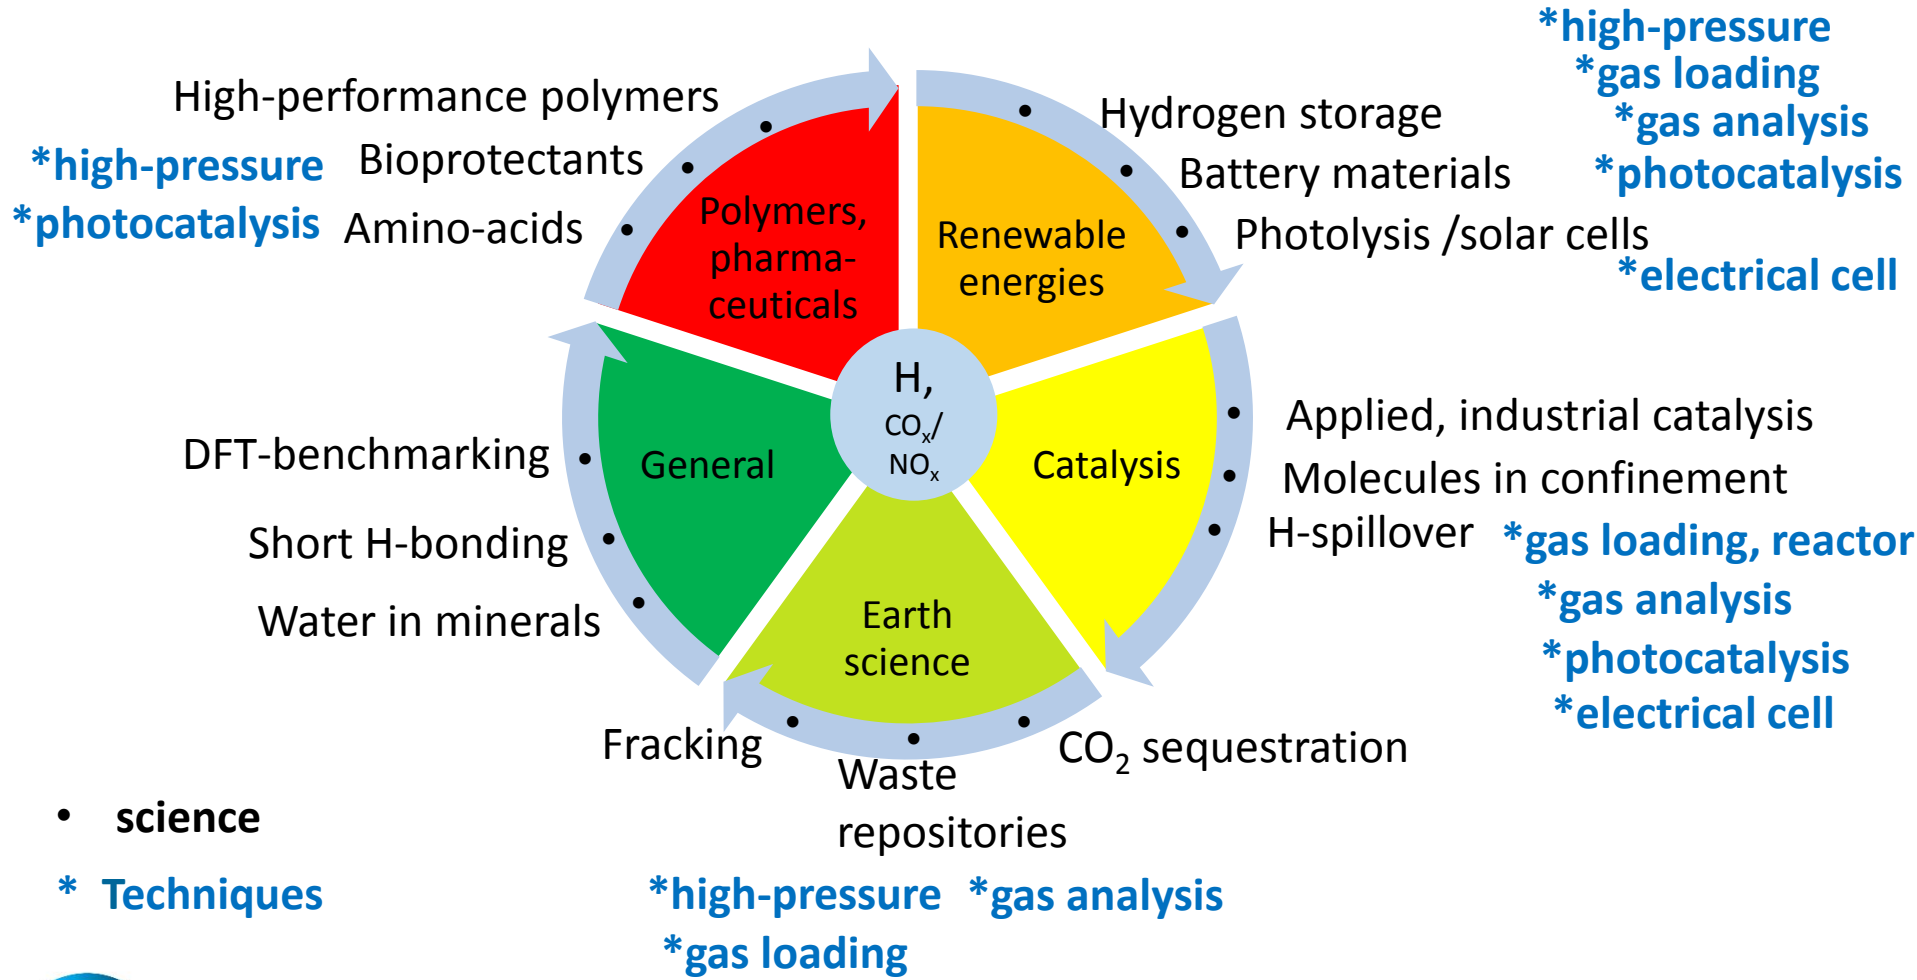 *high-pressure
*gas loading
*gas analysis
*photocatalysis
High-performance polymers
Bioprotectants
Amino-acids
*high-pressure
*photocatalysis
Hydrogen storage
Battery materials
Photolysis /solar cells
*electrical cell
Polymers,
pharma-
ceuticals
Renewable
energies
H,
COₓ/
NOₓ
General
Catalysis
Earth
science
DFT-benchmarking
Short H-bonding
Water in minerals
Applied, industrial catalysis
Molecules in confinement
H-spillover
*gas loading, reactor
*gas analysis
*photocatalysis
*electrical cell
Fracking
Waste
repositories
CO₂ sequestration
• science
* Techniques
*high-pressure *gas analysis
*gas loading